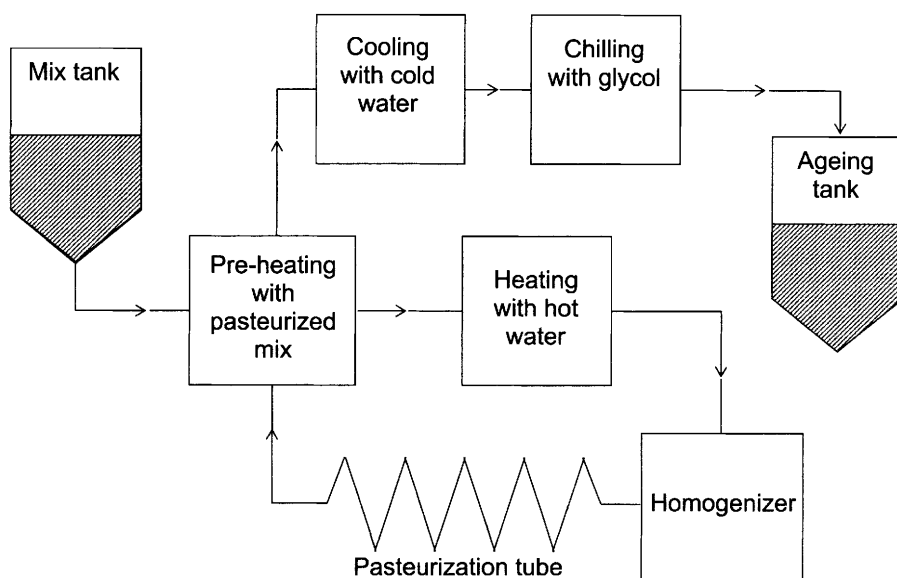 Mix tank
Cooling
with cold
water
Chilling
with glycol
Ageing
tank
Pre-heating
with
pasteurized
mix
Heating
with hot
water
Homogenizer
Pasteurization tube